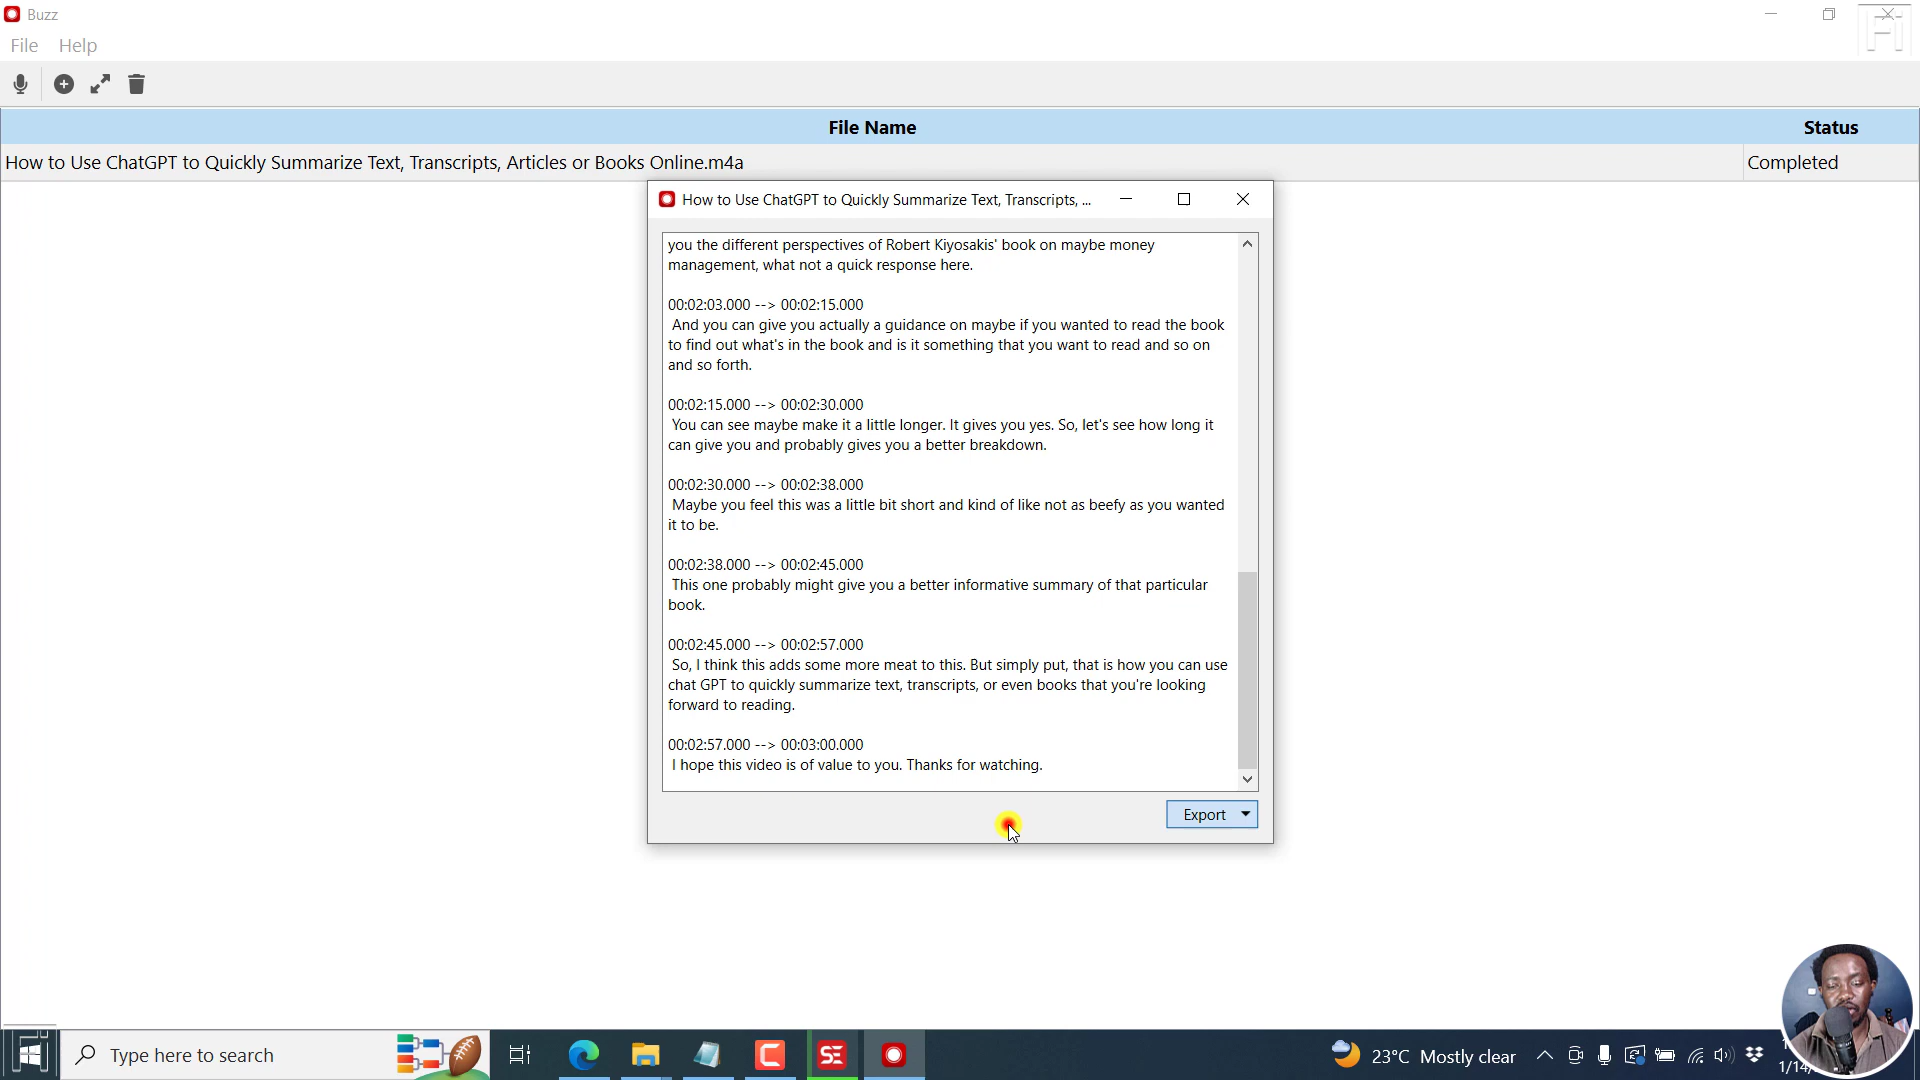 Buzz
File Help
File Name Status
How to Use ChatGPT to Quickly Summarize Text, Transcripts, Articles or Books Online.m4a Completed
How to Use ChatGPT to Quickly Summarize Text, Transcripts, ...
you the different perspectives of Robert Kiyosakis' book on maybe money
management, what not a quick response here.
00:02:03.000 --> 00:02:15.000
And you can give you actually a guidance on maybe if you wanted to read the book
to find out what's in the book and is it something that you want to read and so on
and so forth.
00:02:15.000 --> 00:02:30.000
You can see maybe make it a little longer. It gives you yes. So, let's see how long it
can give you and probably gives you a better breakdown.
00:02:30.000 --> 00:02:38.000
Maybe you feel this was a little bit short and kind of like not as beefy as you wanted
it to be.
00:02:38.000 --> 00:02:45.000
This one probably might give you a better informative summary of that particular
book.
00:02:45.000 --> 00:02:57.000
So, I think this adds some more meat to this. But simply put, that is how you can use
chat GPT to quickly summarize text, transcripts, or even books that you're looking
forward to reading.
00:02:57.000 --> 00:03:00.000
I hope this video is of value to you. Thanks for watching.
Export
Type here to search
SE
23°C Mostly clear